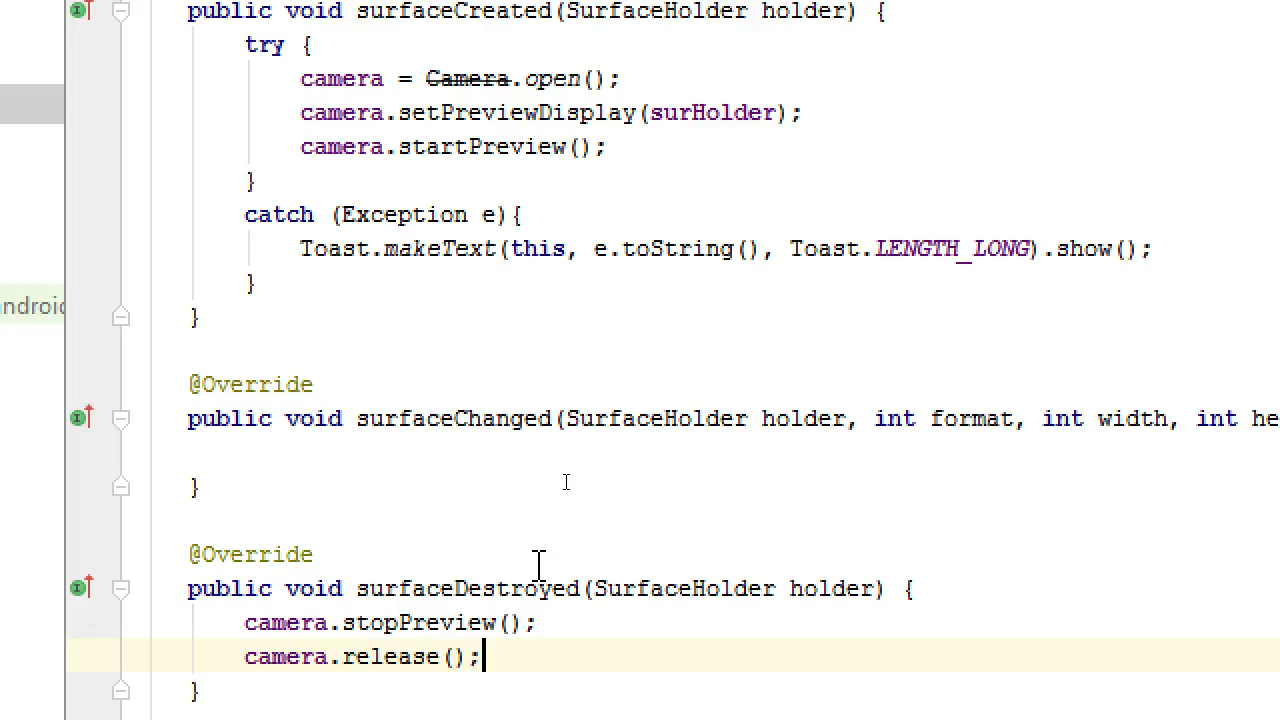 public void surfaceCreated(SurfaceHolder holder) {
try {
camera = Camera.open();
camera.setPreviewDisplay(surHolder);
camera.startPreview();
}
catch (Exception e){
Toast.makeText(this, e.toString(), Toast.LENGTH_LONG).show();
}
}
@Override
public void surfaceChanged(SurfaceHolder holder, int format, int width, int he
}
@Override
public void surfaceDestroyed(SurfaceHolder holder) {
camera.stopPreview();
camera.release();
}
androi